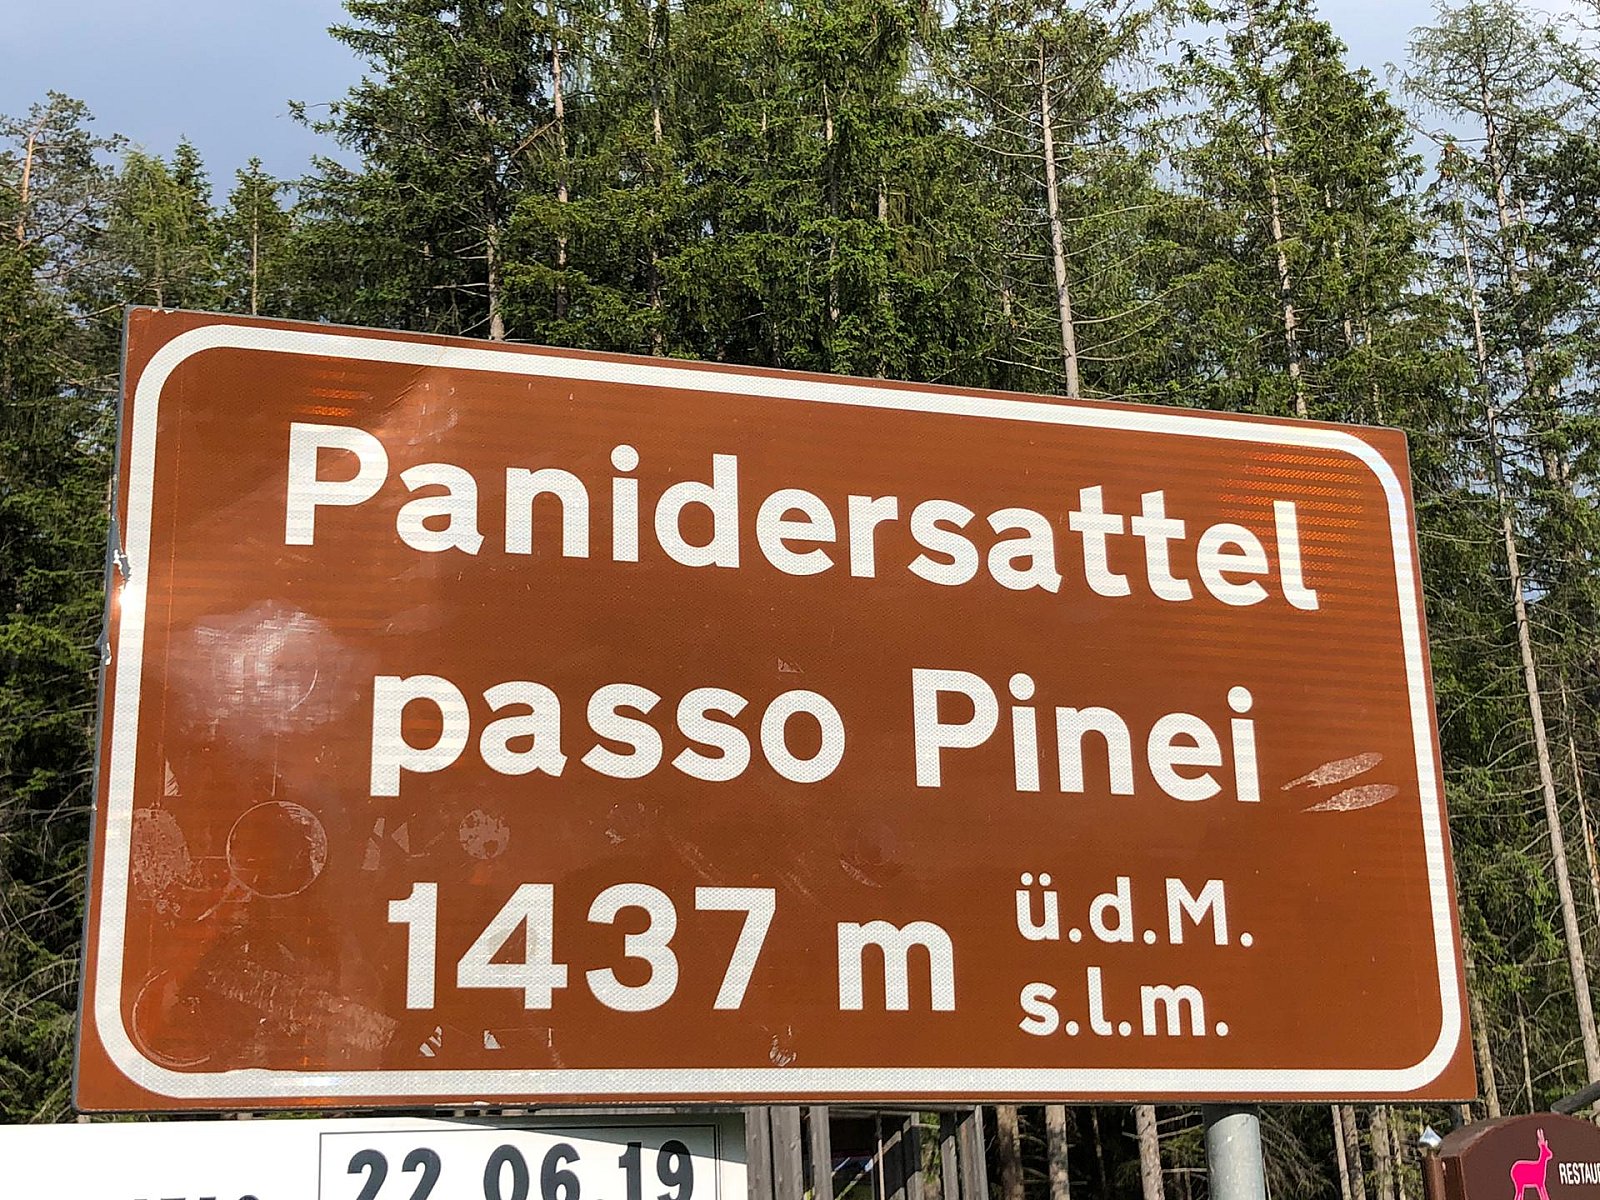 Panidersattel
passo Pinei
1437 m
ü.d.M.
s.l.m.
22 06.19